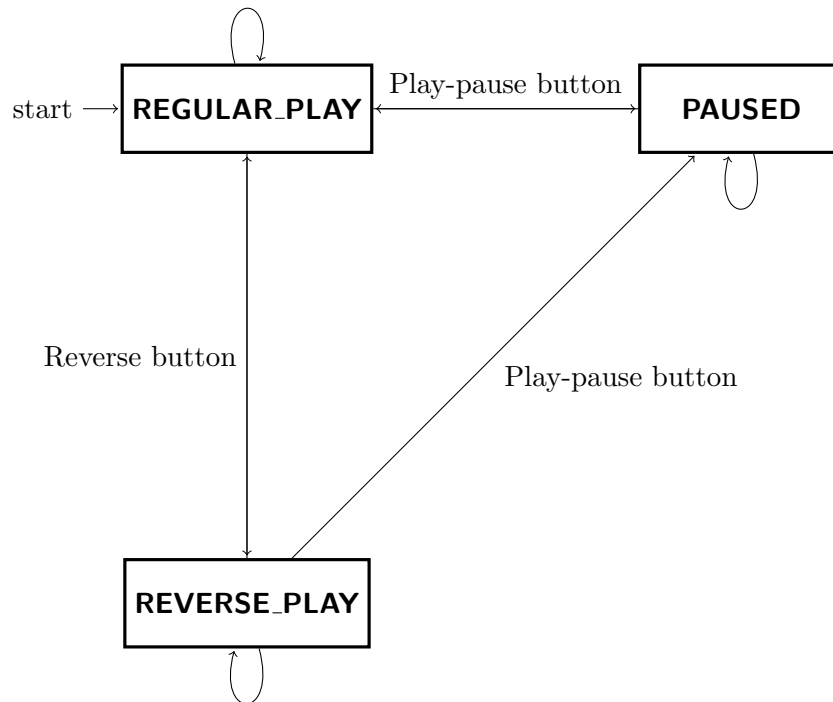 Play-pause button
start
REGULAR_PLAY
PAUSED
Reverse button
Play-pause button
REVERSE_PLAY